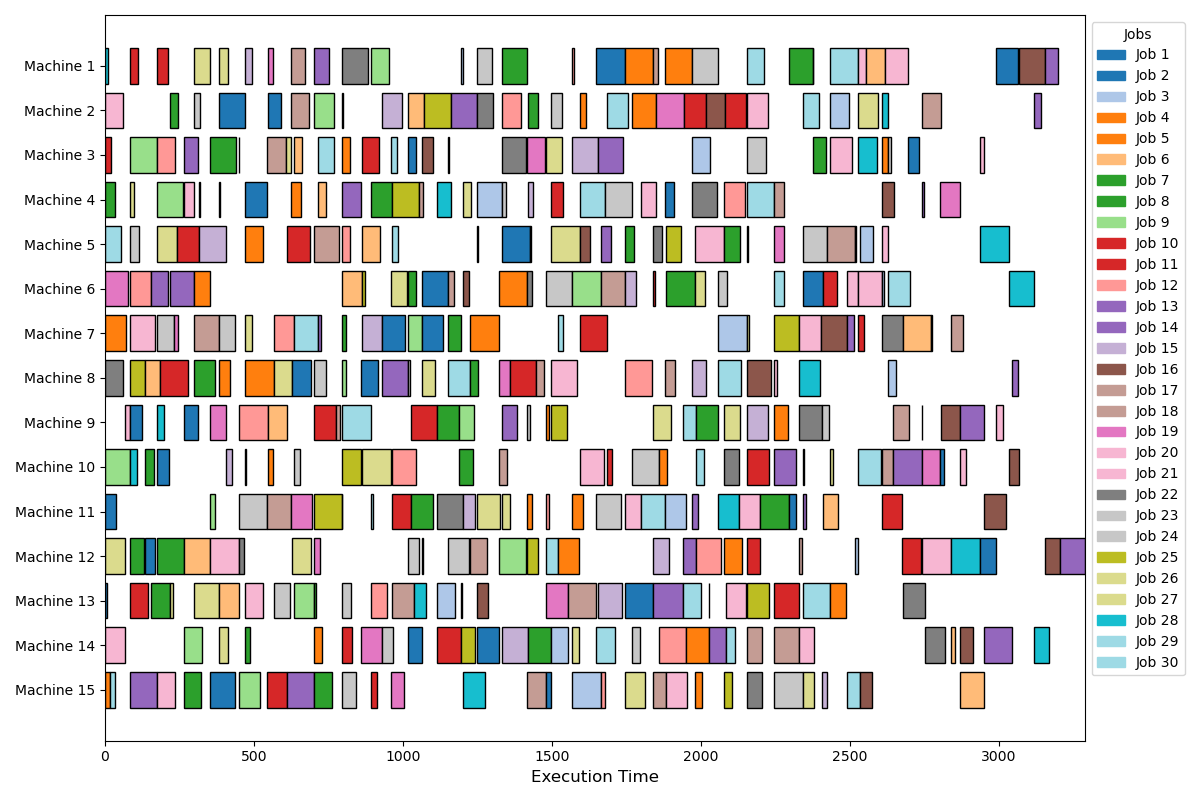 Machine 1
Machine 2
Machine 3
Machine 4
Machine 5
Machine 6
Machine 7
Machine 8
Machine 9
Machine 10
Machine 11
Machine 12
Machine 13
Machine 14
Machine 15
0 500 1000 1500 2000 2500 3000
Execution Time
Jobs
Job 1
Job 2
Job 3
Job 4
Job 5
Job 6
Job 7
Job 8
Job 9
Job 10
Job 11
Job 12
Job 13
Job 14
Job 15
Job 16
Job 17
Job 18
Job 19
Job 20
Job 21
Job 22
Job 23
Job 24
Job 25
Job 26
Job 27
Job 28
Job 29
Job 30